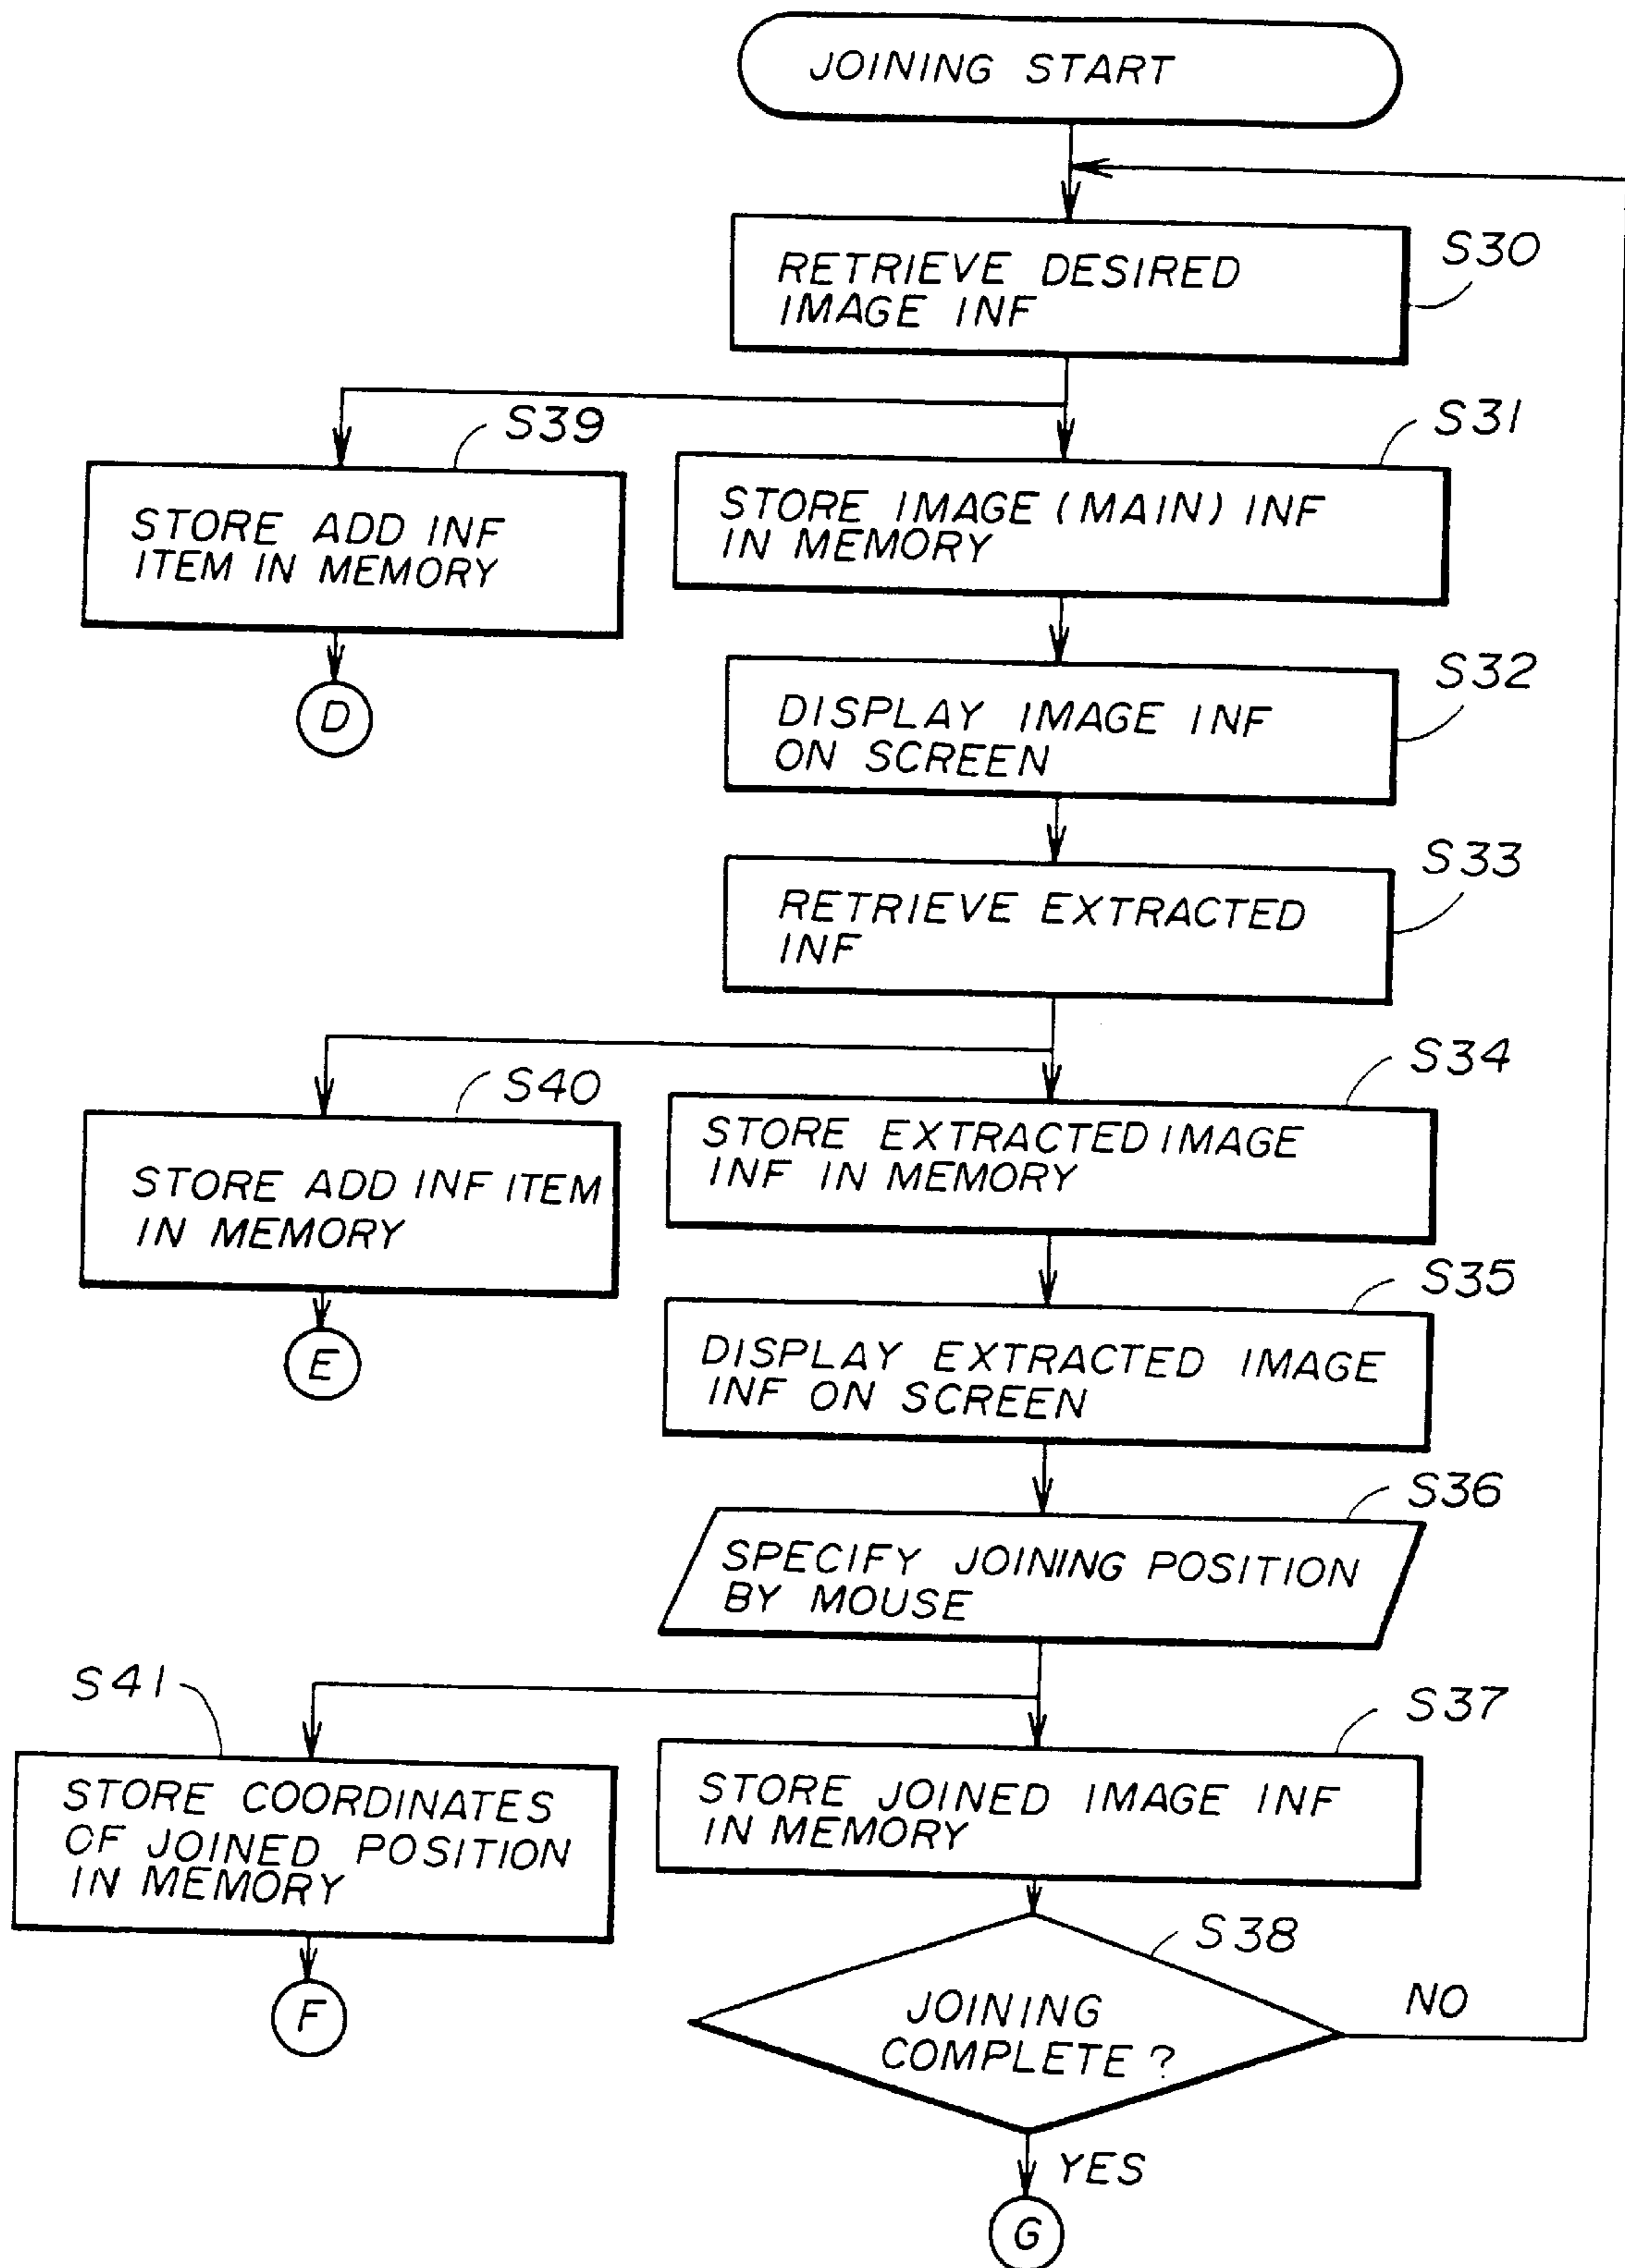 JOINING START
S30
RETRIEVE DESIRED
IMAGE INF
S39
S31
STORE ADD INF
ITEM IN MEMORY
STORE IMAGE (MAIN) INF
IN MEMORY
D
S32
DISPLAY IMAGE INF
ON SCREEN
S33
RETRIEVE EXTRACTED
INF
S40
S34
STORE ADD INF ITEM
IN MEMORY
STORE EXTRACTED IMAGE
INF IN MEMORY
E
S35
DISPLAY EXTRACTED IMAGE
INF ON SCREEN
S36
SPECIFY JOINING POSITION
BY MOUSE
S41
S37
STORE COORDINATES
OF JOINED POSITION
IN MEMORY
STORE JOINED IMAGE INF
IN MEMORY
F
S38
JOINING
COMPLETE ?
NO
YES
G